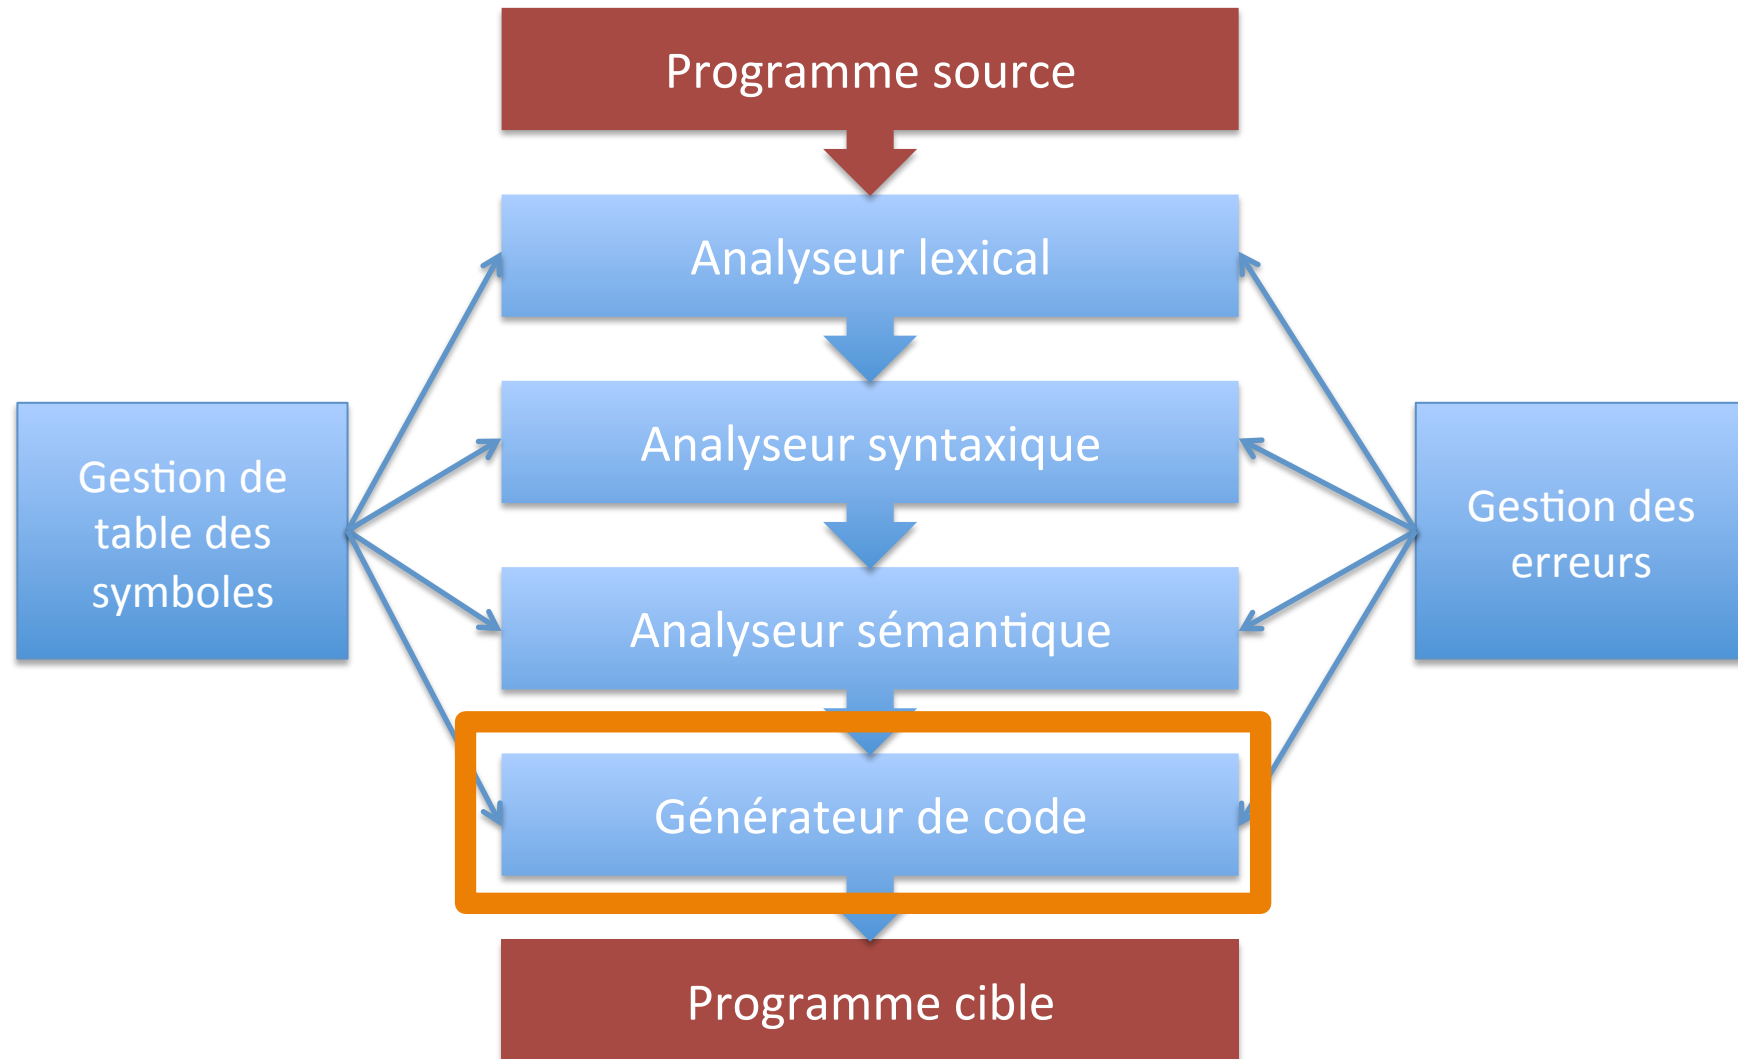 Programme source
Analyseur lexical
Analyseur syntaxique
Gestion de
table des
symboles
Gestion des
erreurs
Analyseur sémantique
Générateur de code
Programme cible